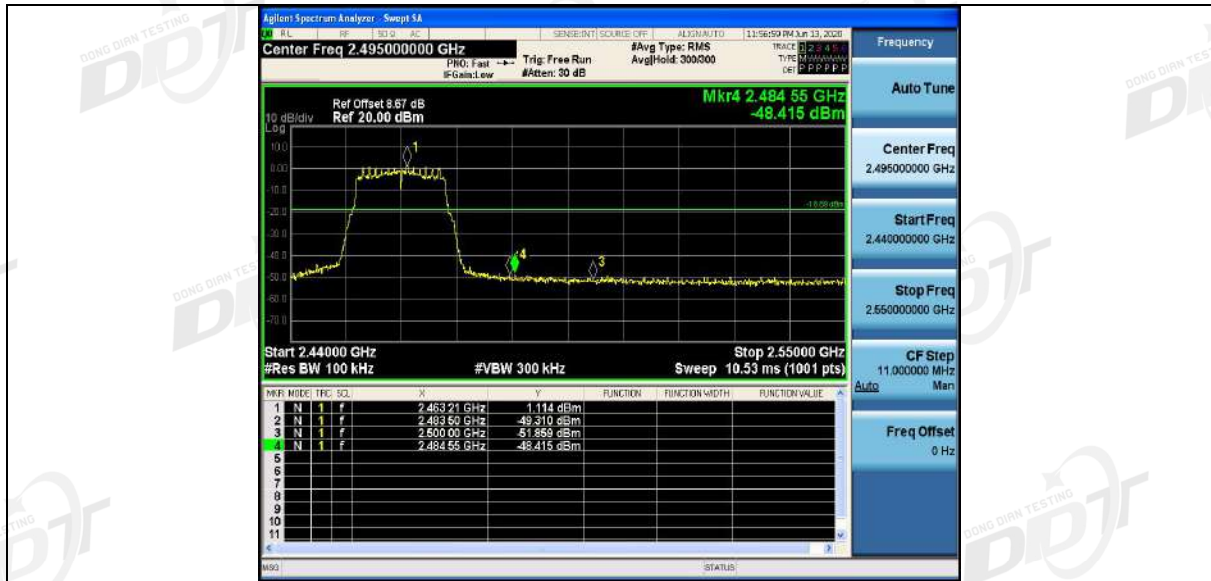 Agilent Spectrum Analyzer - Swept SA
RL RF 50 Ω AC SENSE:INT SOURCE OFF ALIGNAUTO 11:56:59 PM Jun 13, 2020
Center Freq 2.495000000 GHz
PNO: Fast
IFGain:Low
Trig: Free Run
#Atten: 30 dB
#Avg Type: RMS
Avg|Hold: 300/300
TRACE 1 2 3 4 5 6
TYPE M
DET P P P P P
Frequency
Auto Tune
Center Freq
2.495000000 GHz
Start Freq
2.440000000 GHz
Stop Freq
2.550000000 GHz
CF Step
11.000000 MHz
Auto Man
Freq Offset
0 Hz
Mkr4 2.484 55 GHz
-48.415 dBm
Ref Offset 8.67 dB
10 dB/div Ref 20.00 dBm
Log
10.0
0.00
-10.0
-20.0
-30.0
-40.0
-50.0
-60.0
-70.0
1
4
3
Start 2.44000 GHz Stop 2.55000 GHz
#Res BW 100 kHz #VBW 300 kHz Sweep 10.53 ms (1001 pts)
MKR MODE TRC SCL X Y FUNCTION FUNCTION WIDTH FUNCTION VALUE
1 N 1 f 2.463 21 GHz 1.114 dBm
2 N 1 f 2.483 50 GHz -49.310 dBm
3 N 1 f 2.500 00 GHz -51.859 dBm
4 N 1 f 2.484 55 GHz -48.415 dBm
5
6
7
8
9
10
11
MSG STATUS
DONG DIAN TESTING
DDT